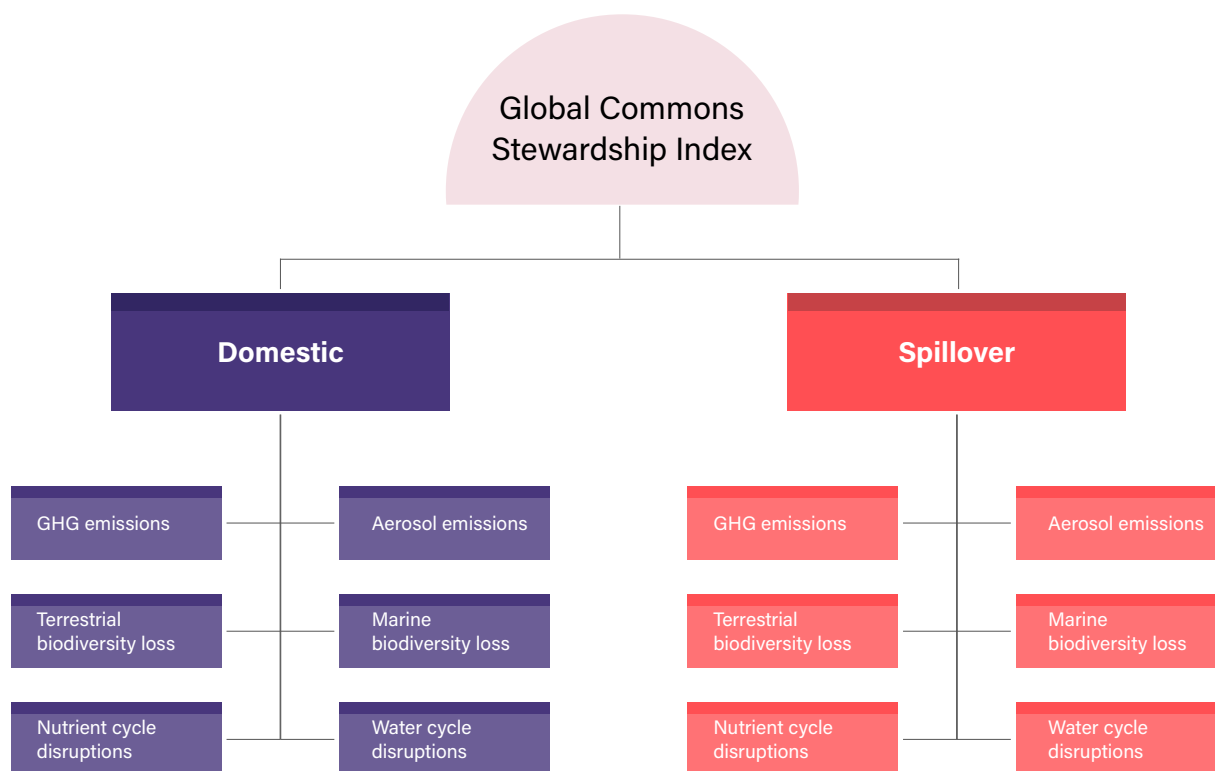 Global Commons
Stewardship Index
Domestic
Spillover
GHG emissions
Aerosol emissions
GHG emissions
Aerosol emissions
Terrestrial
biodiversity loss
Marine
biodiversity loss
Terrestrial
biodiversity loss
Marine
biodiversity loss
Nutrient cycle
disruptions
Water cycle
disruptions
Nutrient cycle
disruptions
Water cycle
disruptions